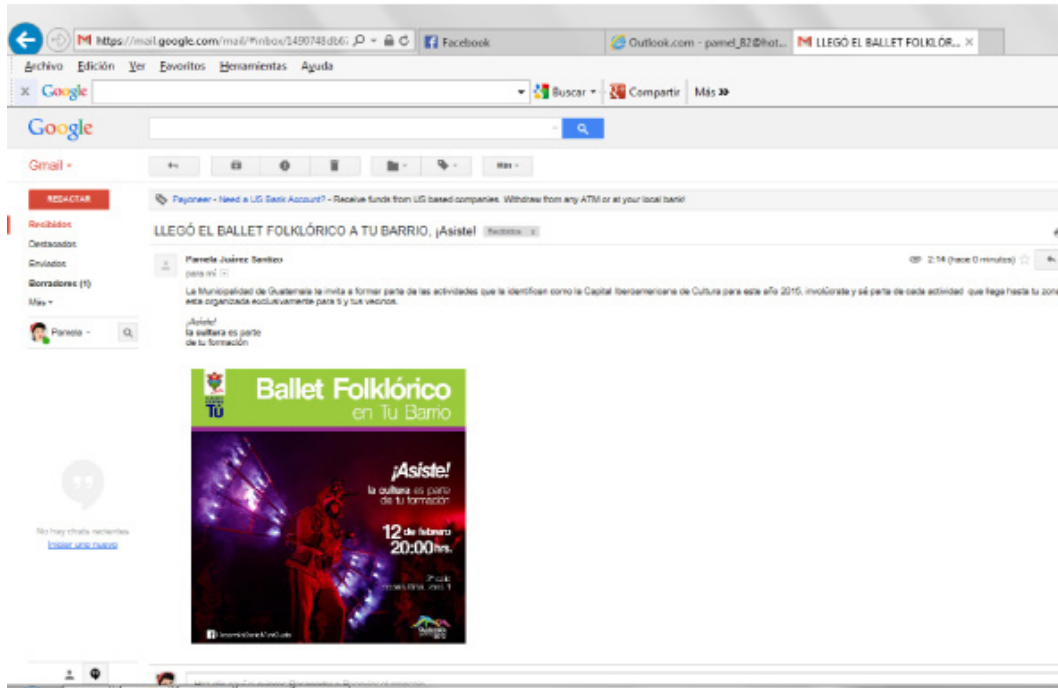 https://mail.google.com/mail/#inbox/1490748db6
Facebook
Outlook.com - pamel_82@hot...
LLEGÓ EL BALLET FOLKLÓR...
Archivo Edición Ver Favoritos Herramientas Ayuda
Google
Buscar
Compartir
Más
Google
Gmail
Más
REDACTAR
Payoneer - Need a US Bank Account? - Receive funds from US based companies. Withdraw from any ATM or at your local bank!
Recibidos
Destacados
Enviados
Borradores (1)
Más
Pamela
No hay chats recientes
Iniciar uno nuevo
LLEGÓ EL BALLET FOLKLÓRICO A TU BARRIO, ¡Asiste!
Recibidos x
Pamela Juárez Santizo
2:14 (hace 0 minutos)
para mí
La Municipalidad de Guatemala te invita a formar parte de las actividades que la identifican como la Capital Iberoamericana de Cultura para este año 2015, involúcrate y sé parte de cada actividad que llega hasta tu zona
esta organizada exclusivamente para ti y tus vecinos.
¡Asiste!
la cultura es parte
de tu formación
Tú
Ballet Folklórico
en Tu Barrio
¡Asiste!
la cultura es parte
de tu formación
12 de febrero
20:00 hrs.